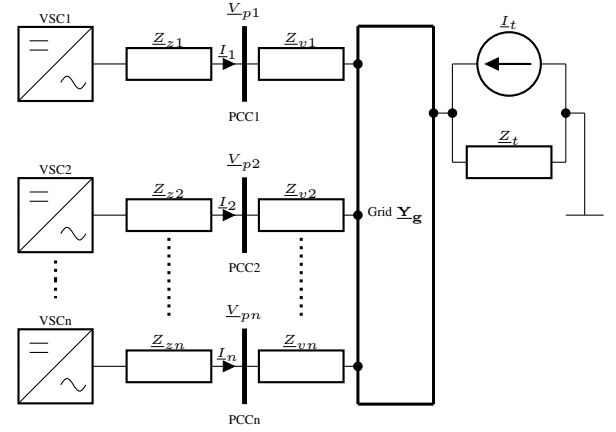 VSC1
Z_z1
I_1
V_p1
Z_v1
PCC1
I_t
Z_t
VSC2
Z_z2
I_2
V_p2
Z_v2
PCC2
Grid Y_g
VSCn
Z_zn
I_n
V_pn
Z_vn
PCCn